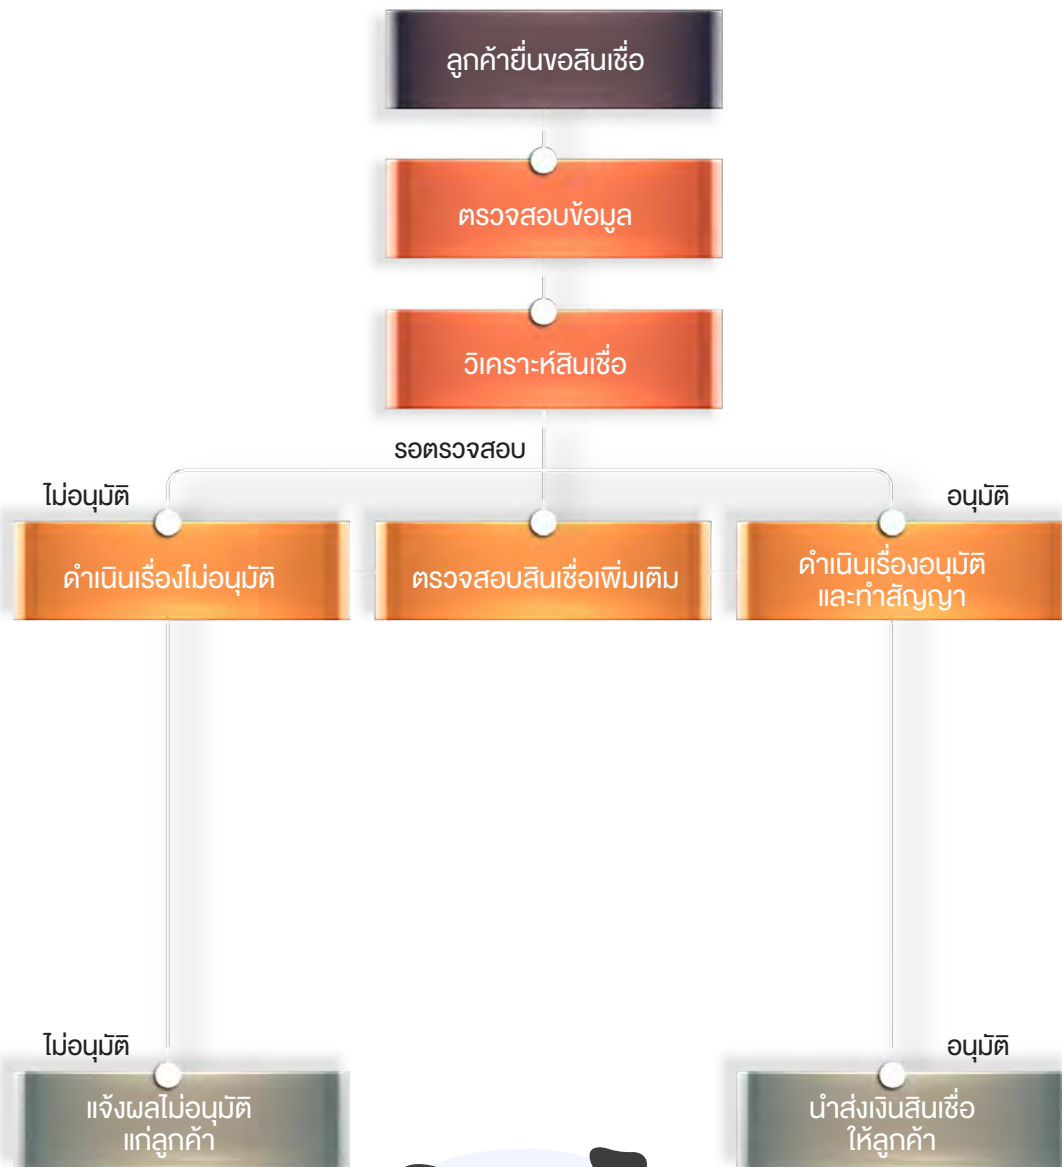 ลูกค้ายื่นขอสินเชื่อ
ตรวจสอบข้อมูล
วิเคราะห์สินเชื่อ
รอตรวจสอบ
ไม่อนุมัติ
อนุมัติ
ดำเนินเรื่องไม่อนุมัติ
ตรวจสอบสินเชื่อเพิ่มเติม
ดำเนินเรื่องอนุมัติ
และทำสัญญา
ไม่อนุมัติ
อนุมัติ
แจ้งผลไม่อนุมัติ
แก่ลูกค้า
นำส่งเงินสินเชื่อ
ให้ลูกค้า